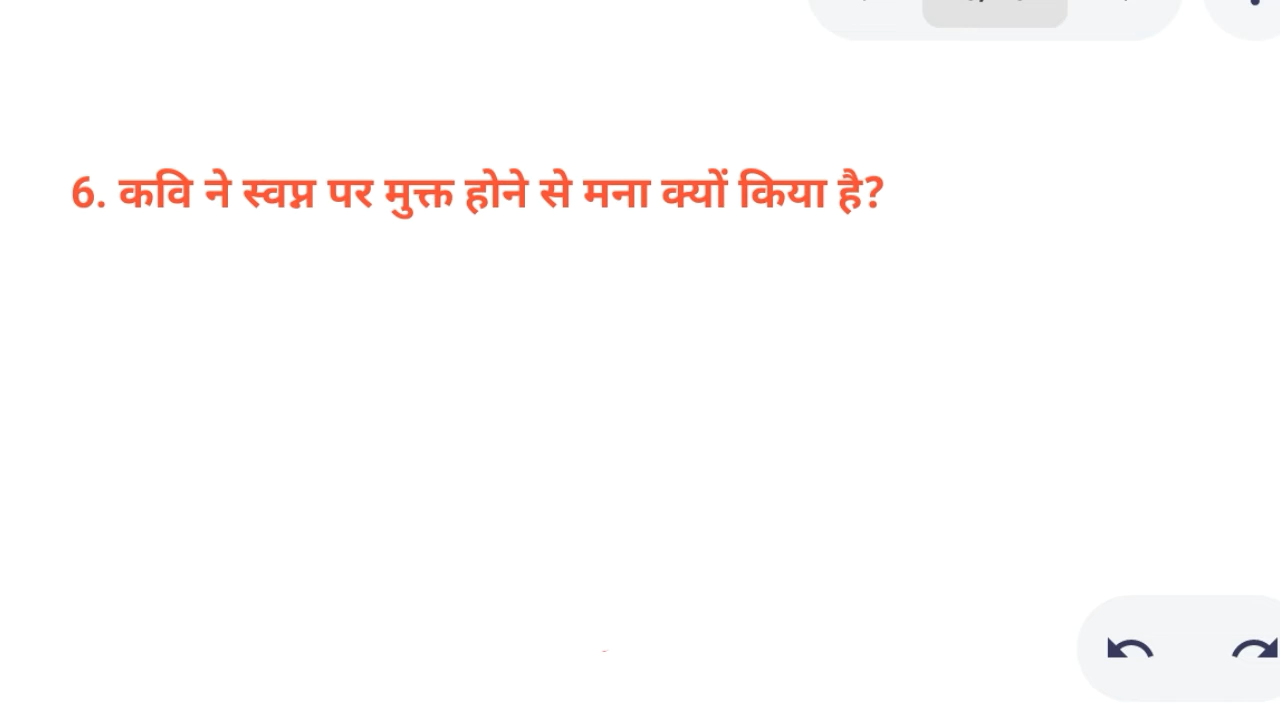 6. कवि ने स्वप्न पर मुक्त होने से मना क्यों किया है?